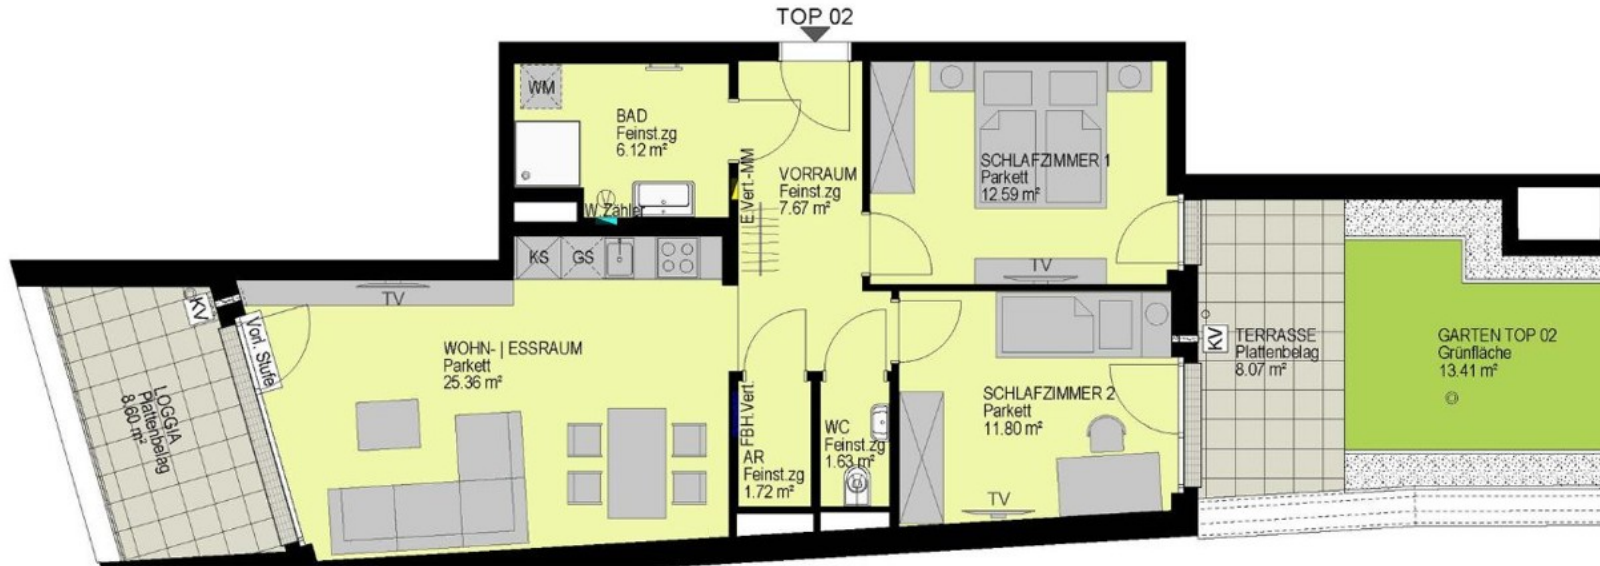 TOP 02
WM
BAD
Feinst.zg
6.12 m²
W.Zähler
E.Vert.-MM
VORRAUM
Feinst.zg
7.67 m²
SCHLAFZIMMER 1
Parkett
12.59 m²
TV
KS
GS
TV
KV
Vorl. Stufe
LOGGIA
Plattenbelag
8.60 m²
WOHN- | ESSRAUM
Parkett
25.36 m²
FBH.Vert.
AR
Feinst.zg
1.72 m²
WC
Feinst.zg
1.63 m²
SCHLAFZIMMER 2
Parkett
11.80 m²
TV
KV
TERRASSE
Plattenbelag
8.07 m²
GARTEN TOP 02
Grünfläche
13.41 m²
V